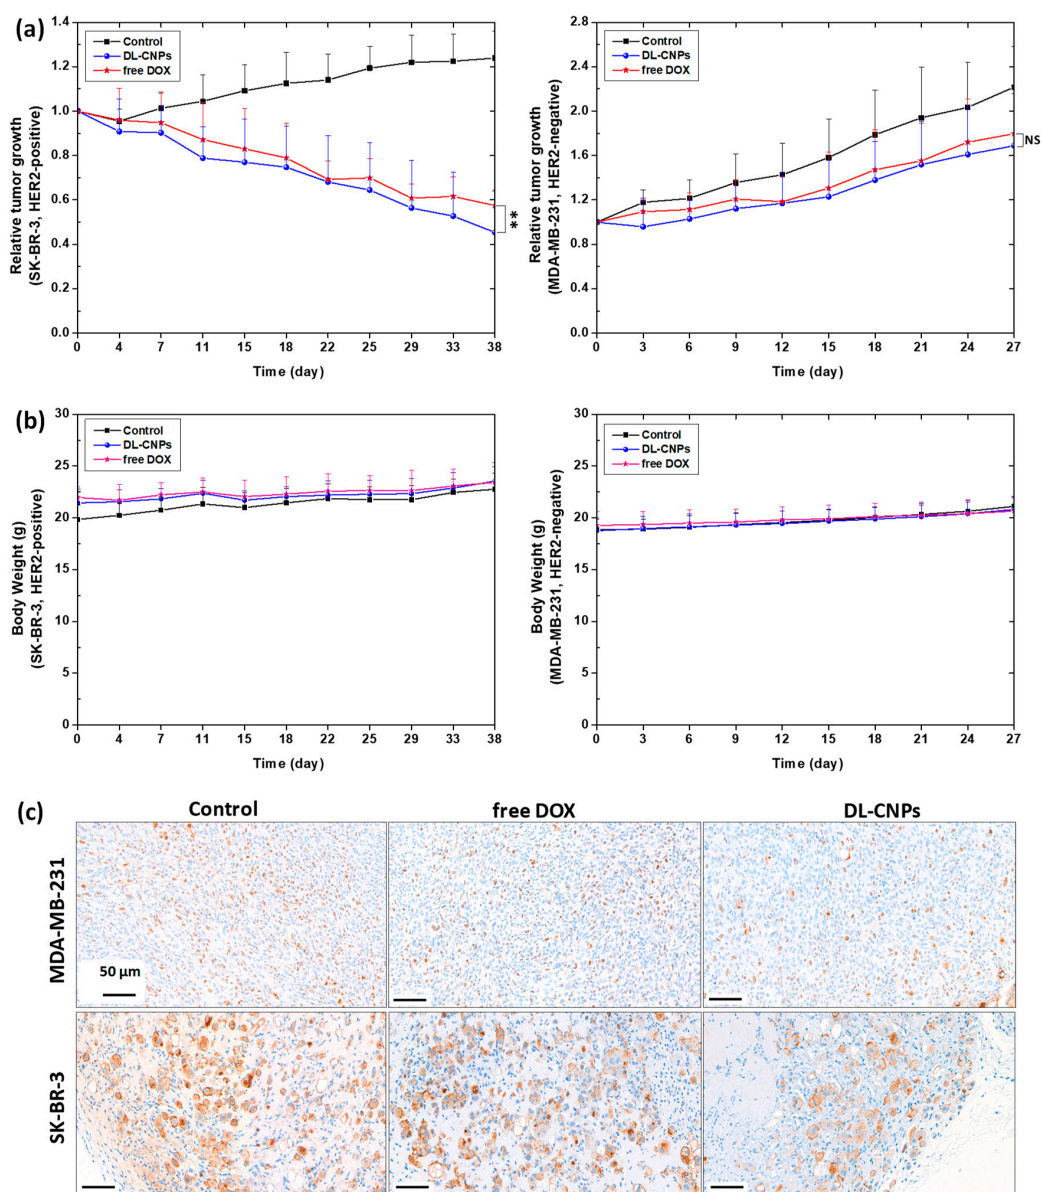 (a)
Relative tumor growth
(SK-BR-3, HER2-positive)
1.4
1.2
1.0
0.8
0.6
0.4
0.2
0.0
Control
DL-CNPs
free DOX
**
0 4 7 11 15 18 22 25 29 33 38
Time (day)
Relative tumor growth
(MDA-MB-231, HER2-negative)
2.8
2.4
2.0
1.6
1.2
0.8
0.4
0.0
Control
DL-CNPs
free DOX
NS
0 3 6 9 12 15 18 21 24 27
Time (day)
(b)
Body Weight (g)
(SK-BR-3, HER2-positive)
30
25
20
15
10
5
0
Control
DL-CNPs
free DOX
0 4 7 11 15 18 22 25 29 33 38
Time (day)
Body Weight (g)
(MDA-MB-231, HER2-negative)
30
25
20
15
10
5
0
Control
DL-CNPs
free DOX
0 3 6 9 12 15 18 21 24 27
Time (day)
(c)
Control free DOX DL-CNPs
MDA-MB-231
50 μm
SK-BR-3